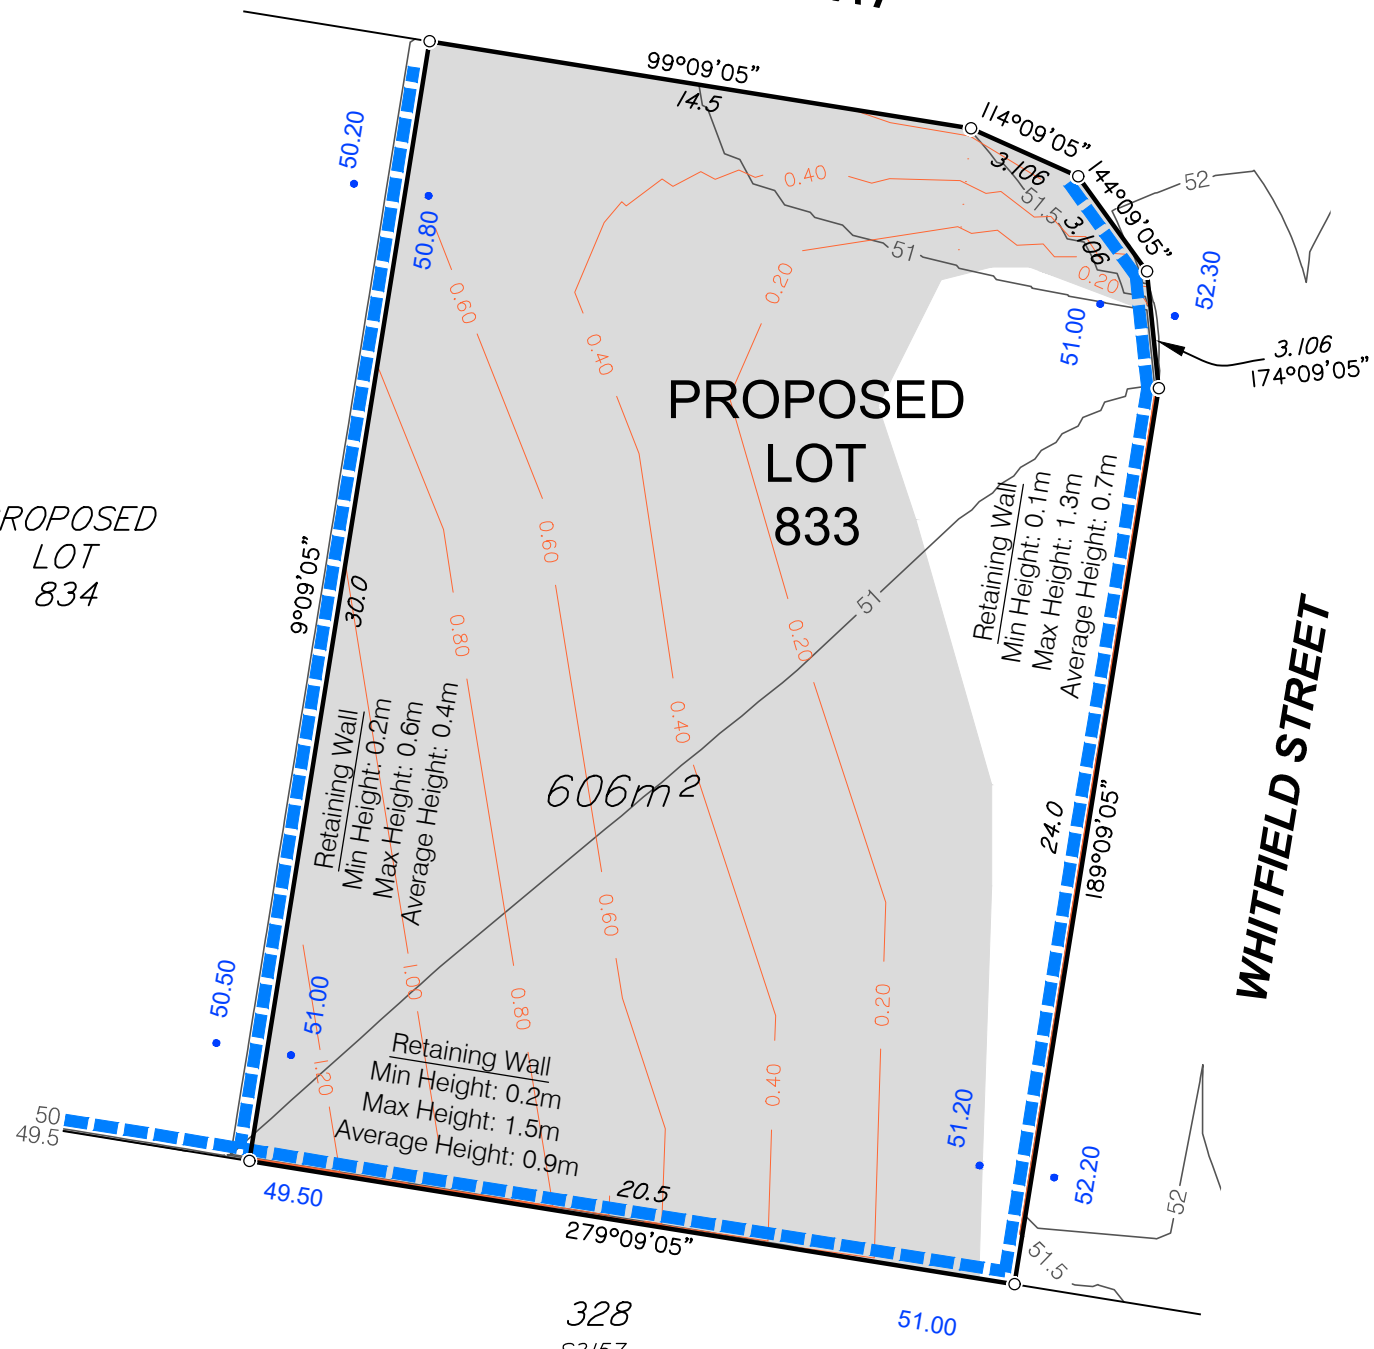 99°09'05"
14.5
114°09'05"
3.106
144°09'05"
3.106
51.5
52
50.20
50.80
0.40
51
0.20
0.20
52.30
51.00
3.106
174°09'05"
0.60
0.40
PROPOSED
LOT
833
Retaining Wall
Min Height: 0.1m
Max Height: 1.3m
Average Height: 0.7m
ROPOSED
LOT
834
9°09'05"
30.0
0.60
0.80
0.20
51
0.40
WHITFIELD STREET
Retaining Wall
Min Height: 0.2m
Max Height: 0.6m
Average Height: 0.4m
606m²
24.0
189°09'05"
0.60
50.50
51.00
1.00
0.80
0.20
1.20
0.40
Retaining Wall
Min Height: 0.2m
Max Height: 1.5m
Average Height: 0.9m
51.20
52.20
52
50
49.5
49.50
20.5
279°09'05"
51.5
328
51.00